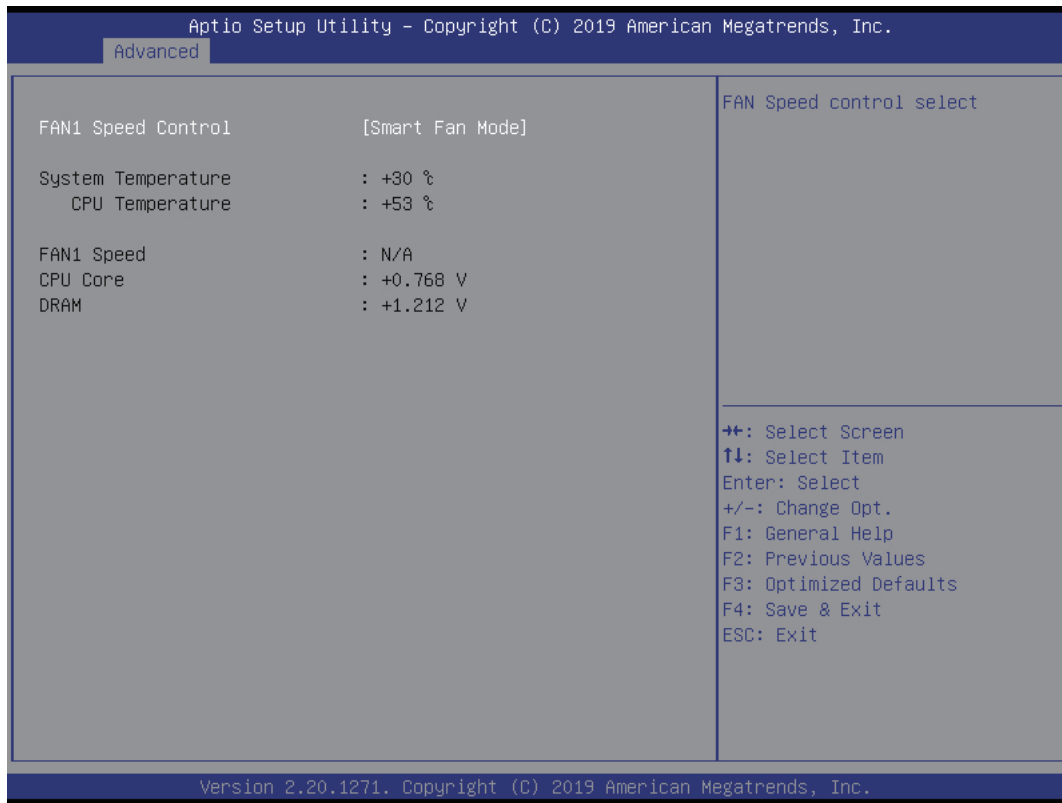 Aptio Setup Utility – Copyright (C) 2019 American Megatrends, Inc.
Advanced
FAN1 Speed Control [Smart Fan Mode]
System Temperature : +30 ℃
CPU Temperature : +53 ℃
FAN1 Speed : N/A
CPU Core : +0.768 V
DRAM : +1.212 V
FAN Speed control select
→←: Select Screen
↑↓: Select Item
Enter: Select
+/-: Change Opt.
F1: General Help
F2: Previous Values
F3: Optimized Defaults
F4: Save & Exit
ESC: Exit
Version 2.20.1271. Copyright (C) 2019 American Megatrends, Inc.